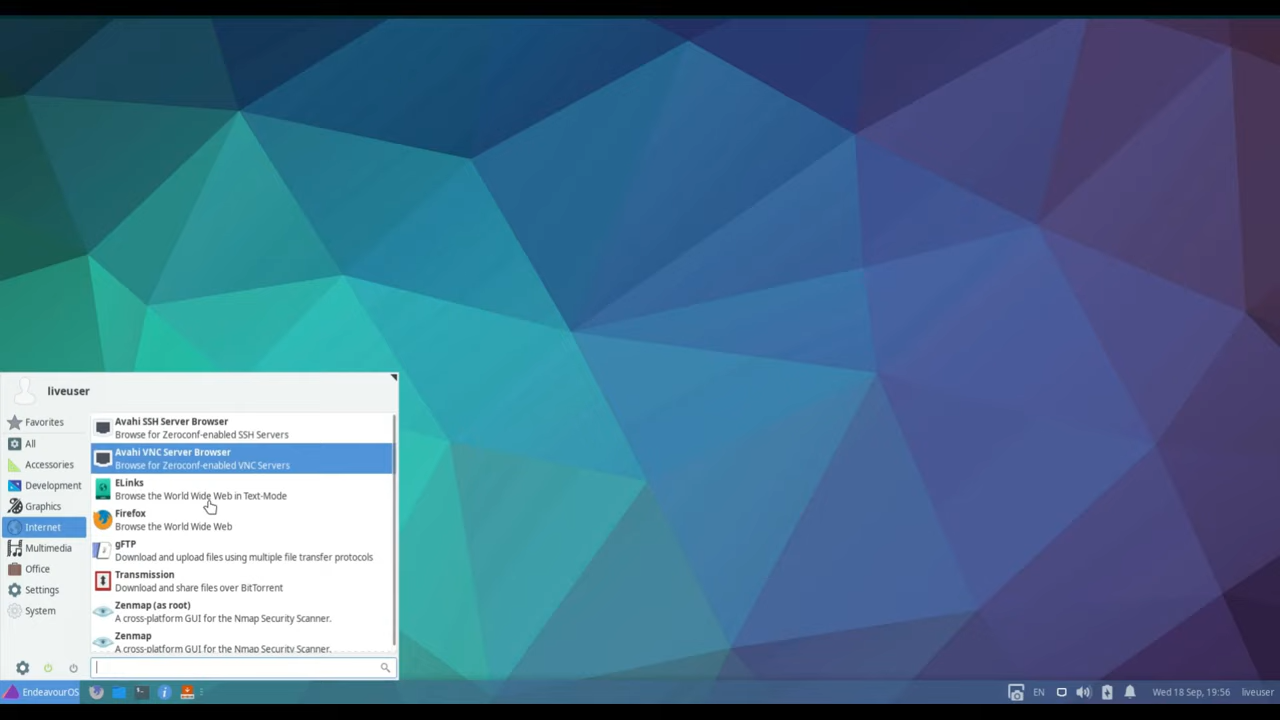 liveuser
Favorites
All
Accessories
Development
Graphics
Internet
Multimedia
Office
Settings
System
Avahi SSH Server Browser
Browse for Zeroconf-enabled SSH Servers
Avahi VNC Server Browser
Browse for Zeroconf-enabled VNC Servers
ELinks
Browse the World Wide Web in Text-Mode
Firefox
Browse the World Wide Web
gFTP
Download and upload files using multiple file transfer protocols
Transmission
Download and share files over BitTorrent
Zenmap (as root)
A cross-platform GUI for the Nmap Security Scanner.
Zenmap
A cross-platform GUI for the Nmap Security Scanner.
EndeavourOS
EN
Wed 18 Sep, 19:56
liveuser